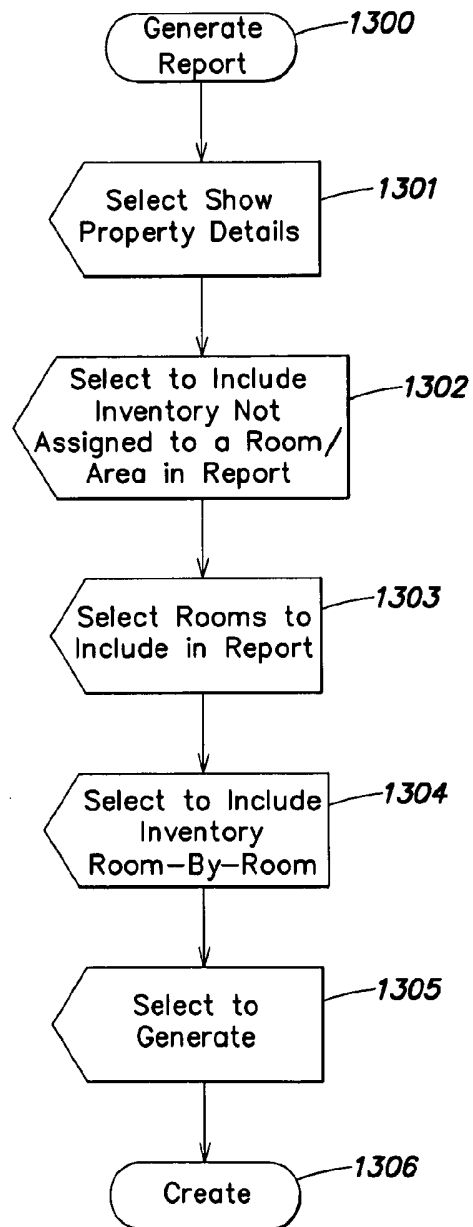 Generate
Report
1300
Select Show
Property Details
1301
Select to Include
Inventory Not
Assigned to a Room/
Area in Report
1302
Select Rooms to
Include in Report
1303
Select to Include
Inventory
Room-By-Room
1304
Select to
Generate
1305
Create
1306